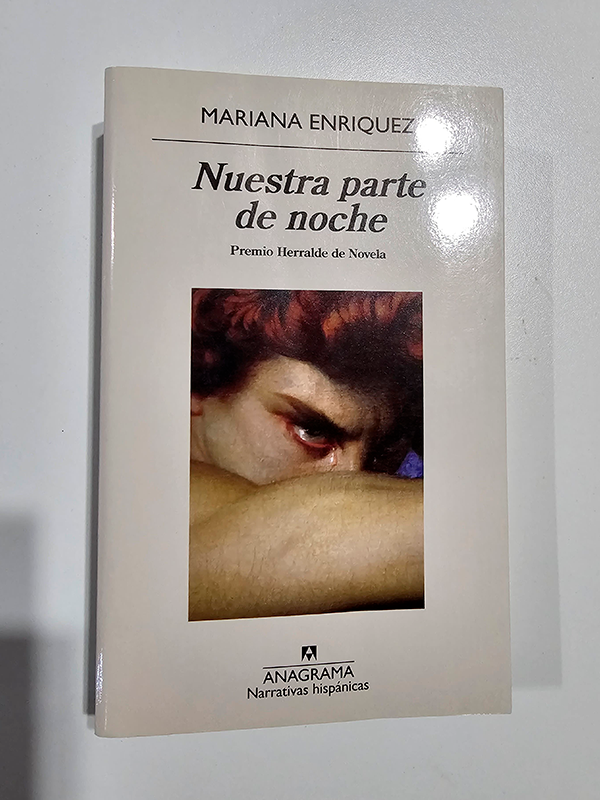 MARIANA ENRIQUEZ
Nuestra parte
de noche
Premio Herralde de Novela
ANAGRAMA
Narrativas hispánicas